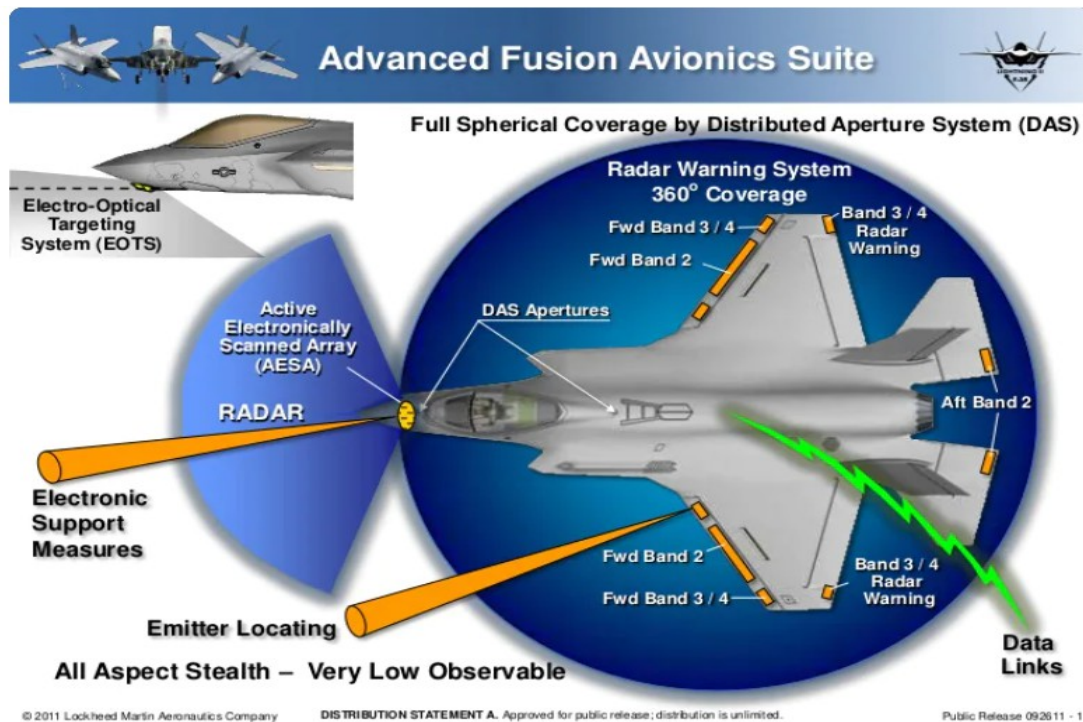 Advanced Fusion Avionics Suite
LIGHTNING II
F-35
Full Spherical Coverage by Distributed Aperture System (DAS)
Electro-Optical
Targeting
System (EOTS)
Radar Warning System
360° Coverage
Fwd Band 3 / 4
Band 3 / 4
Radar
Warning
Fwd Band 2
Active
Electronically
Scanned Array
(AESA)
DAS Apertures
RADAR
Aft Band 2
Electronic
Support
Measures
Fwd Band 2
Fwd Band 3 / 4
Band 3 / 4
Radar
Warning
Emitter Locating
Data
Links
All Aspect Stealth – Very Low Observable
© 2011 Lockheed Martin Aeronautics Company
DISTRIBUTION STATEMENT A. Approved for public release; distribution is unlimited.
Public Release 092611 - 1